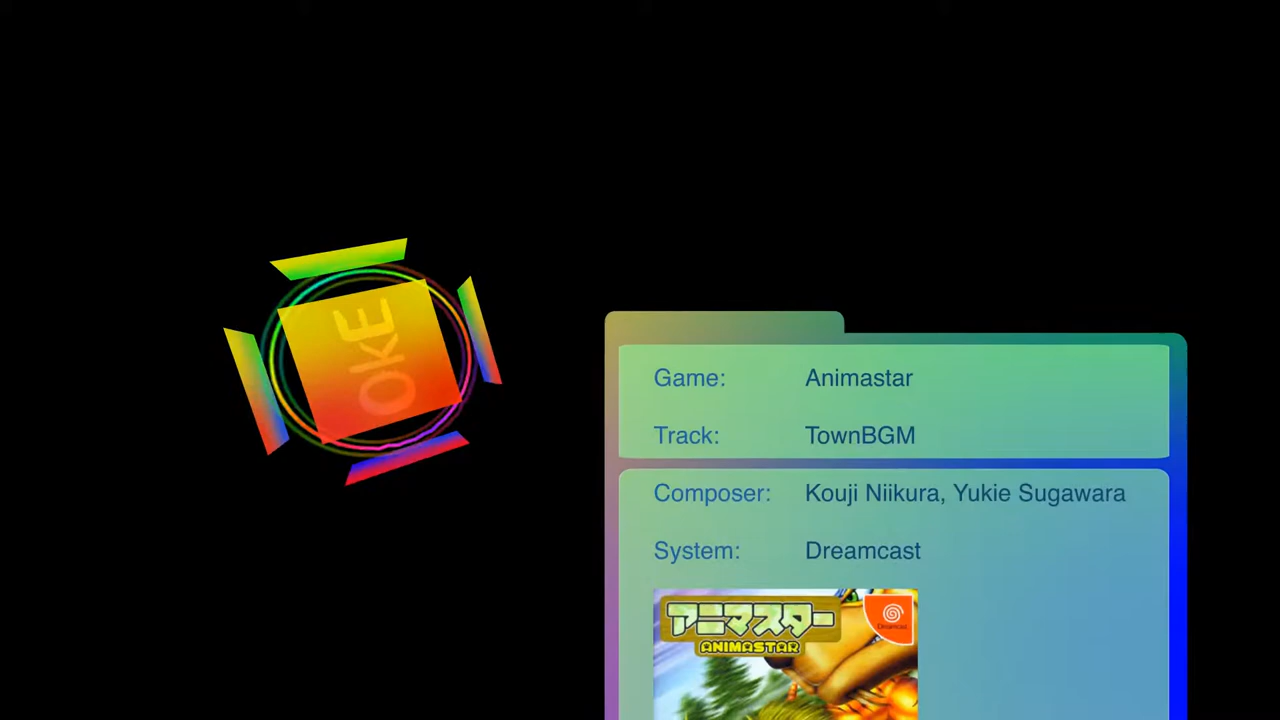 OKE
Game: Animastar
Track: TownBGM
Composer: Kouji Niikura, Yukie Sugawara
System: Dreamcast
アニマスター
ANIMASTAR
Dreamcast